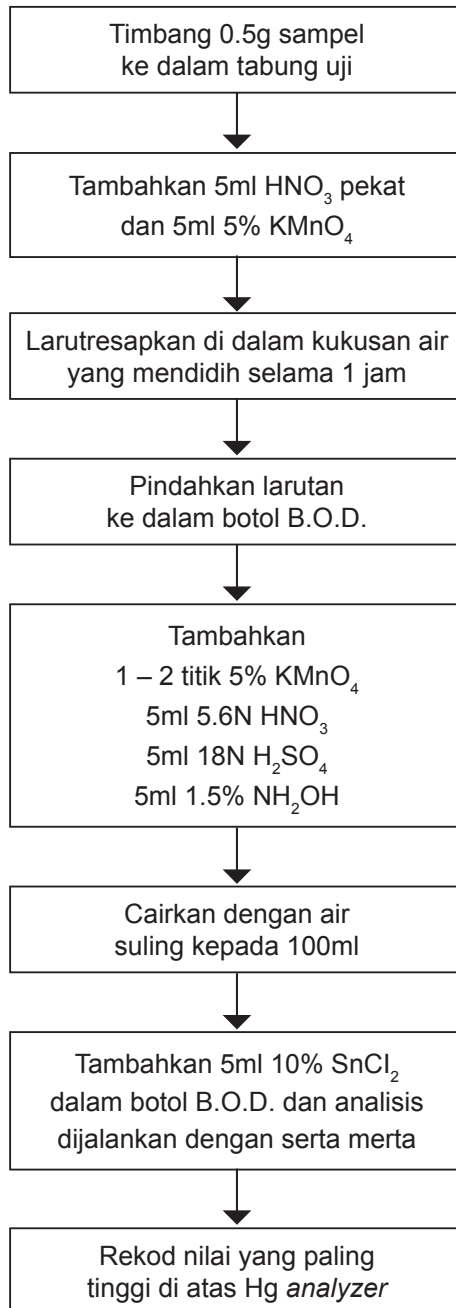 Timbang 0.5g sampel
ke dalam tabung uji
Tambahkan 5ml HNO₃ pekat
dan 5ml 5% KMnO₄
Larutresapkan di dalam kukusan air
yang mendidih selama 1 jam
Pindahkan larutan
ke dalam botol B.O.D.
Tambahkan
1 – 2 titik 5% KMnO₄
5ml 5.6N HNO₃
5ml 18N H₂SO₄
5ml 1.5% NH₂OH
Cairkan dengan air
suling kepada 100ml
Tambahkan 5ml 10% SnCl₂
dalam botol B.O.D. dan analisis
dijalankan dengan serta merta
Rekod nilai yang paling
tinggi di atas Hg analyzer